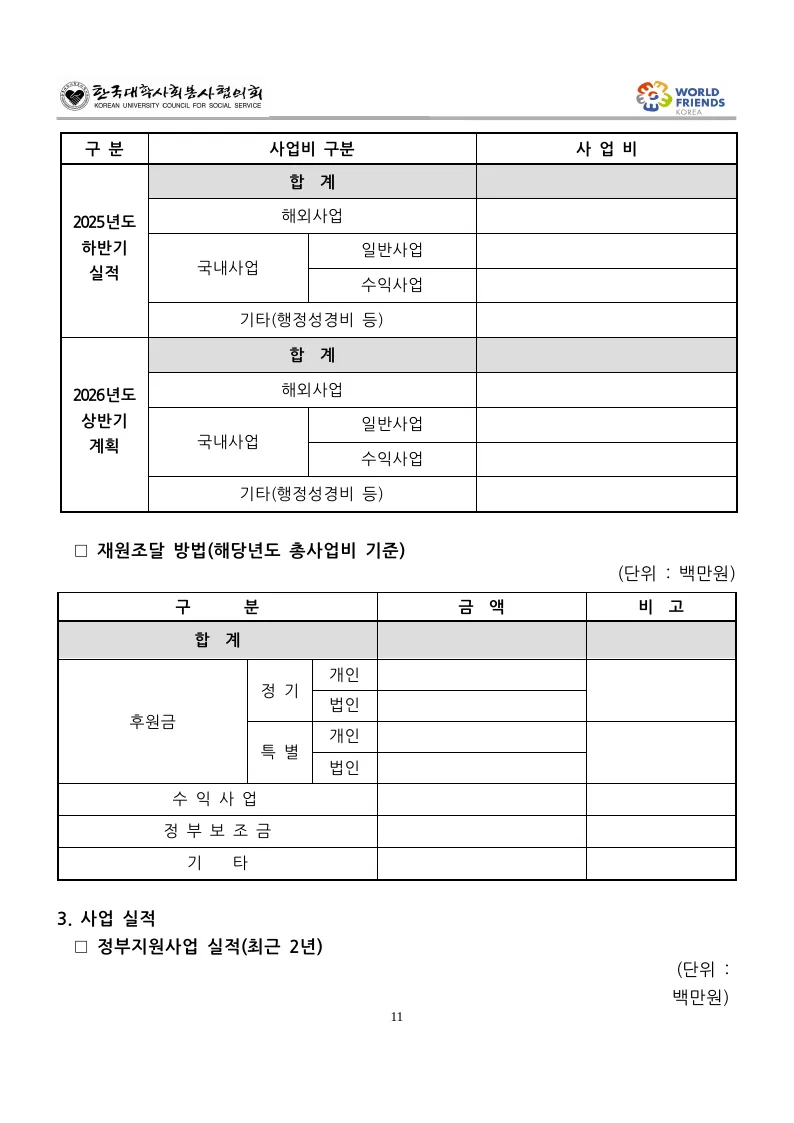 한국대학사회봉사협의회
KOREAN UNIVERSITY COUNCIL FOR SOCIAL SERVICE
WORLD
FRIENDS
KOREA
구 분 사업비 구분 사 업 비
2025년도
하반기
실적
합 계
해외사업
국내사업
일반사업
수익사업
기타(행정성경비 등)
2026년도
상반기
계획
합 계
해외사업
국내사업
일반사업
수익사업
기타(행정성경비 등)
□ 재원조달 방법(해당년도 총사업비 기준)
(단위 : 백만원)
구 분 금 액 비 고
합 계
후원금
정 기
개인
법인
특 별
개인
법인
수 익 사 업
정 부 보 조 금
기 타
3. 사업 실적
□ 정부지원사업 실적(최근 2년)
(단위 :
백만원)
11